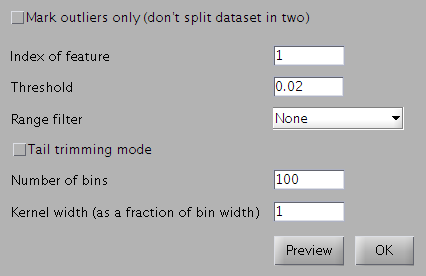 Mark outliers only (don't split dataset in two)
Index of feature 1
Threshold 0.02
Range filter None
Tail trimming mode
Number of bins 100
Kernel width (as a fraction of bin width) 1
Preview OK